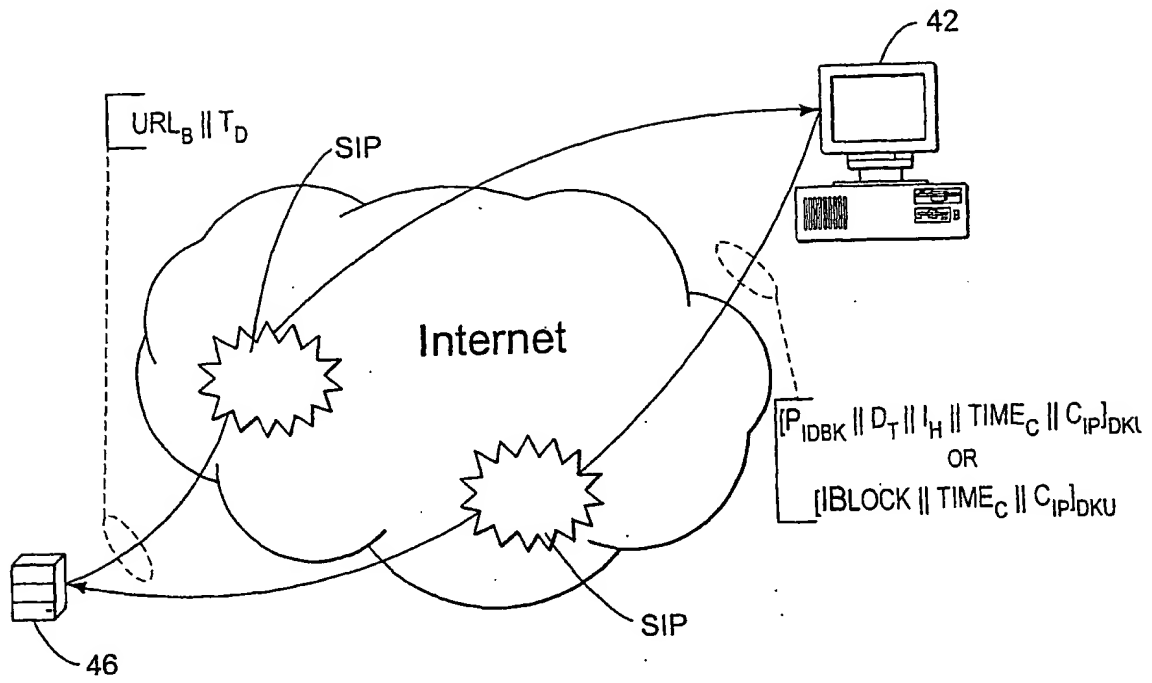 42
URL_B || T_D
SIP
Internet
[P_IDBK || D_T || I_H || TIME_C || C_IP]_DKU
OR
[IBLOCK || TIME_C || C_IP]_DKU
SIP
46